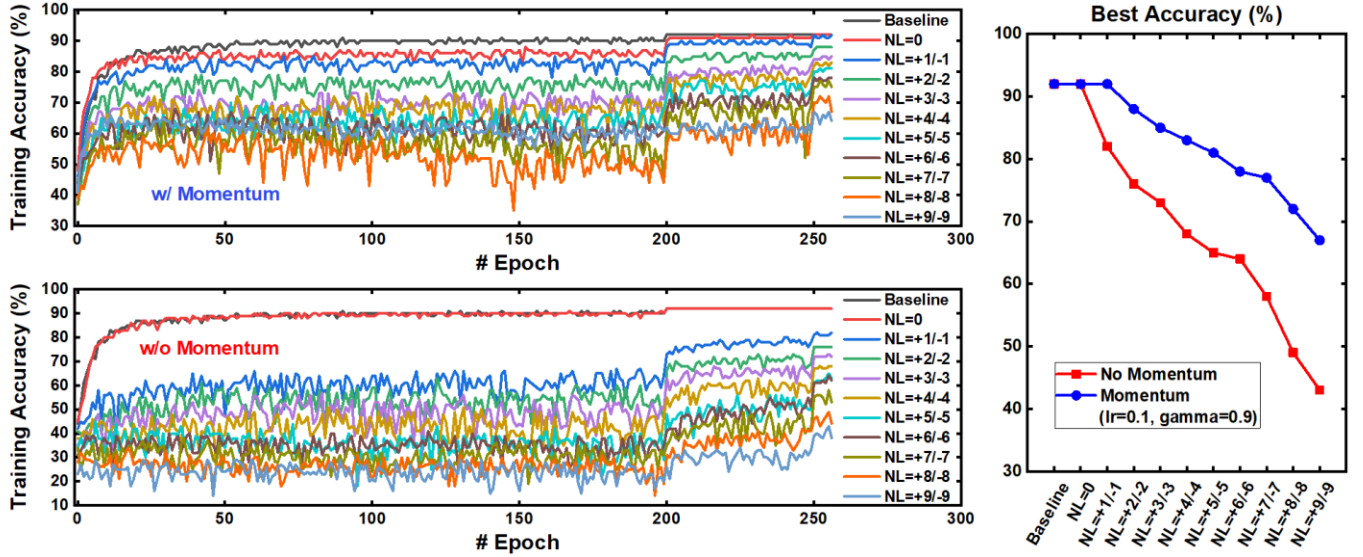 Training Accuracy (%)
100
90
80
70
60
50
40
30
0
50
100
150
200
250
300
# Epoch
w/ Momentum
Baseline
NL=0
NL=+1/-1
NL=+2/-2
NL=+3/-3
NL=+4/-4
NL=+5/-5
NL=+6/-6
NL=+7/-7
NL=+8/-8
NL=+9/-9
Training Accuracy (%)
100
90
80
70
60
50
40
30
20
10
0
50
100
150
200
250
300
# Epoch
w/o Momentum
Baseline
NL=0
NL=+1/-1
NL=+2/-2
NL=+3/-3
NL=+4/-4
NL=+5/-5
NL=+6/-6
NL=+7/-7
NL=+8/-8
NL=+9/-9
Best Accuracy (%)
100
90
80
70
60
50
40
30
No Momentum
Momentum
(lr=0.1, gamma=0.9)
Baseline
NL=0
NL=+1/-1
NL=+2/-2
NL=+3/-3
NL=+4/-4
NL=+5/-5
NL=+6/-6
NL=+7/-7
NL=+8/-8
NL=+9/-9